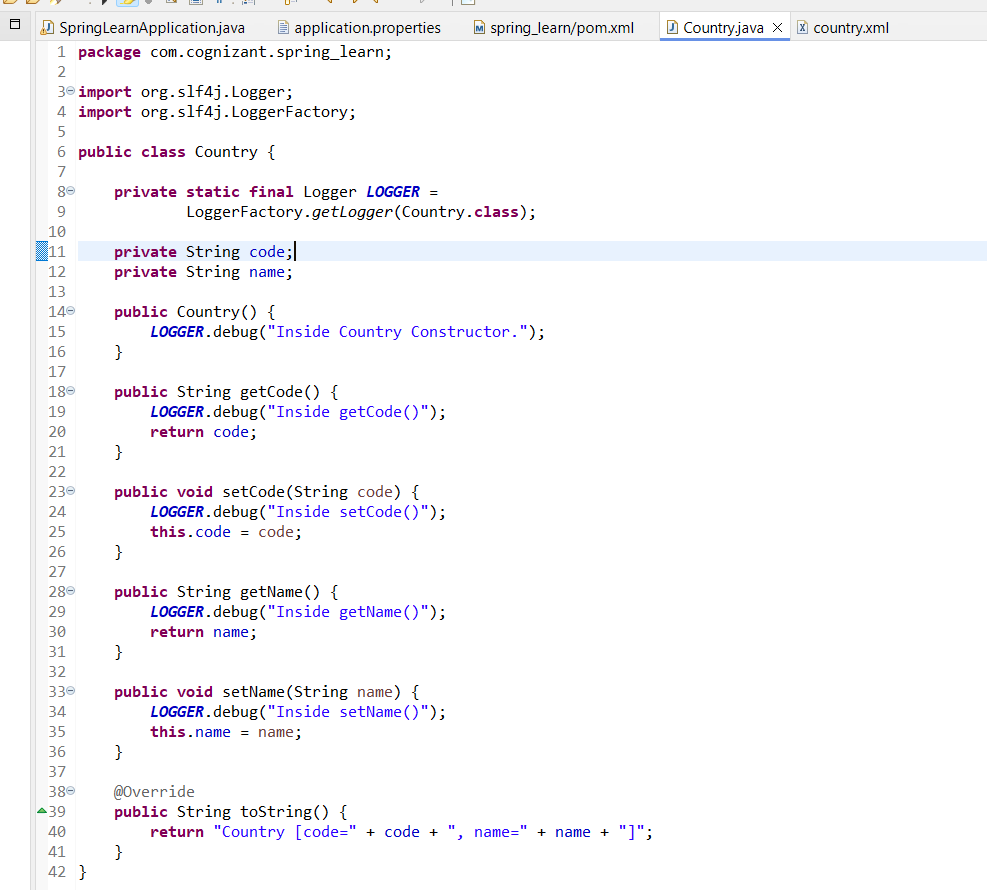 SpringLearnApplication.java application.properties spring_learn/pom.xml Country.java country.xml
1 package com.cognizant.spring_learn;
2
3 import org.slf4j.Logger;
4 import org.slf4j.LoggerFactory;
5
6 public class Country {
7
8     private static final Logger LOGGER =
9             LoggerFactory.getLogger(Country.class);
10
11     private String code;
12     private String name;
13
14     public Country() {
15         LOGGER.debug("Inside Country Constructor.");
16     }
17
18     public String getCode() {
19         LOGGER.debug("Inside getCode()");
20         return code;
21     }
22
23     public void setCode(String code) {
24         LOGGER.debug("Inside setCode()");
25         this.code = code;
26     }
27
28     public String getName() {
29         LOGGER.debug("Inside getName()");
30         return name;
31     }
32
33     public void setName(String name) {
34         LOGGER.debug("Inside setName()");
35         this.name = name;
36     }
37
38     @Override
39     public String toString() {
40         return "Country [code=" + code + ", name=" + name + "]";
41     }
42 }